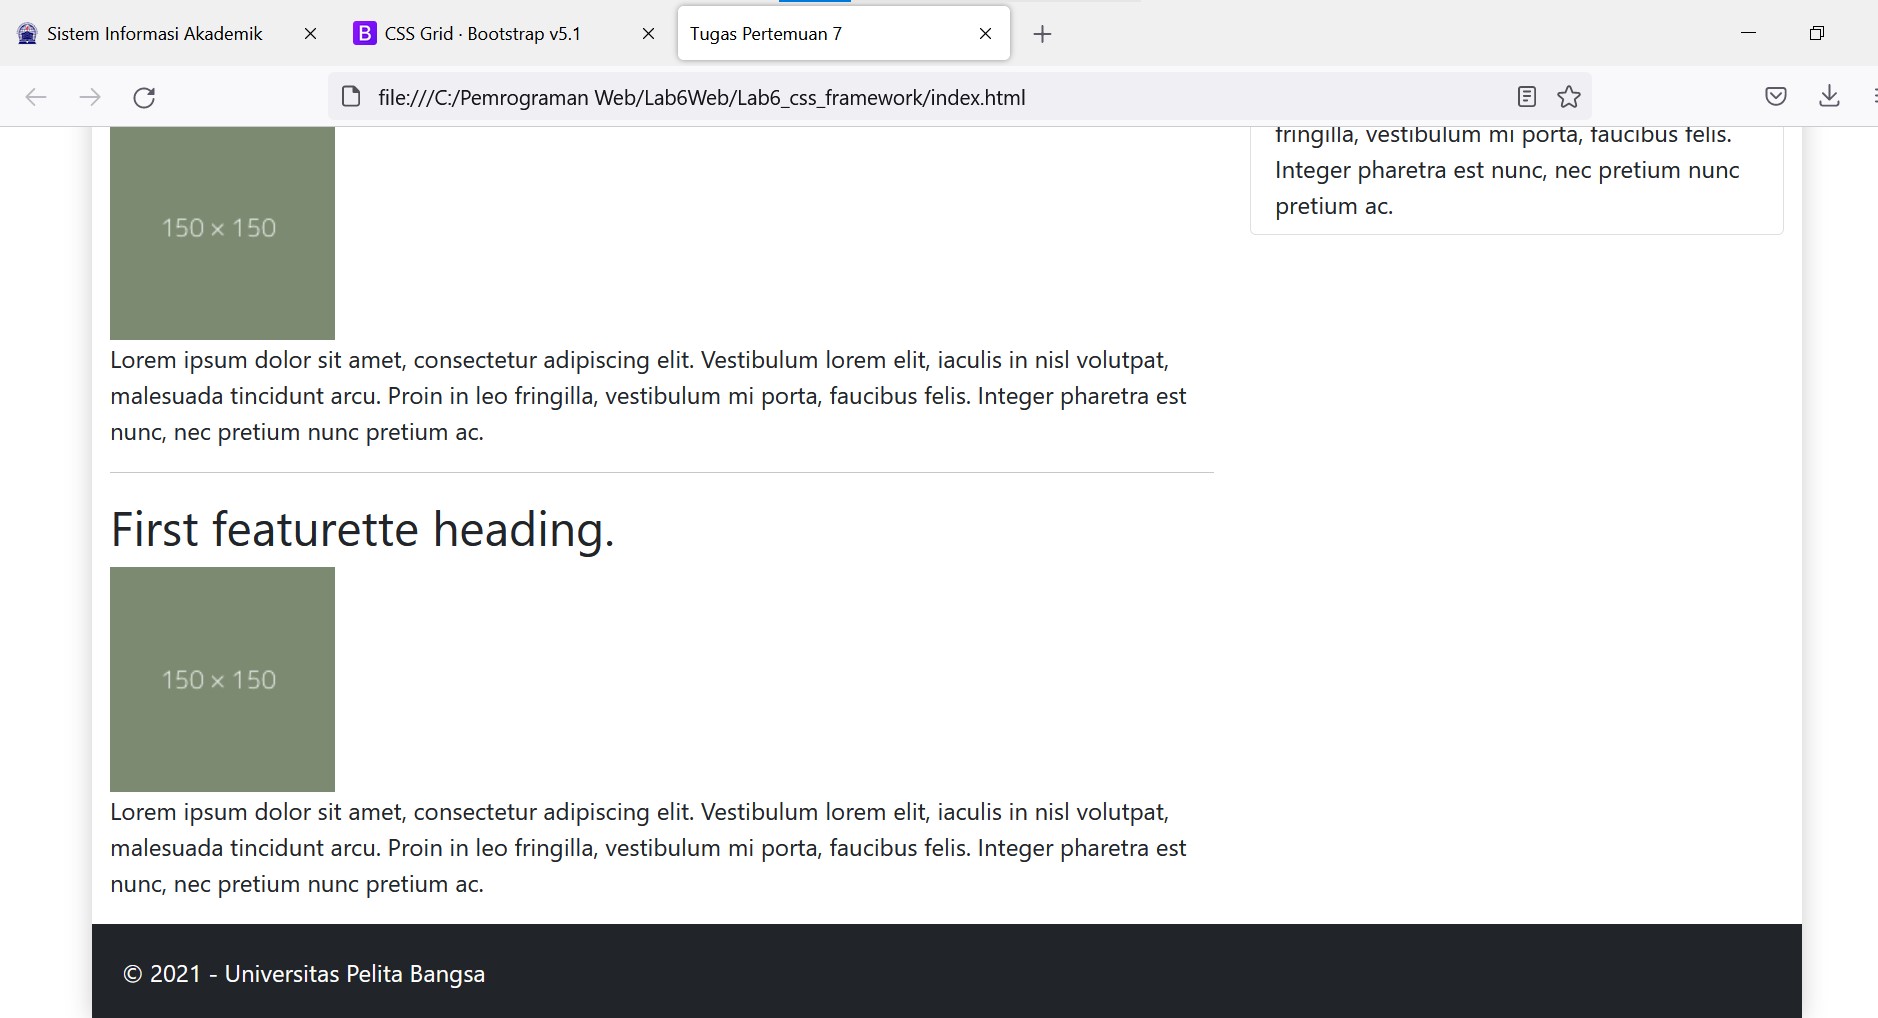 Sistem Informasi Akademik
CSS Grid · Bootstrap v5.1
Tugas Pertemuan 7
file:///C:/Pemrograman Web/Lab6Web/Lab6_css_framework/index.html
150 × 150
Lorem ipsum dolor sit amet, consectetur adipiscing elit. Vestibulum lorem elit, iaculis in nisl volutpat,
malesuada tincidunt arcu. Proin in leo fringilla, vestibulum mi porta, faucibus felis. Integer pharetra est
nunc, nec pretium nunc pretium ac.
First featurette heading.
150 × 150
Lorem ipsum dolor sit amet, consectetur adipiscing elit. Vestibulum lorem elit, iaculis in nisl volutpat,
malesuada tincidunt arcu. Proin in leo fringilla, vestibulum mi porta, faucibus felis. Integer pharetra est
nunc, nec pretium nunc pretium ac.
fringilla, vestibulum mi porta, faucibus felis.
Integer pharetra est nunc, nec pretium nunc
pretium ac.
© 2021 - Universitas Pelita Bangsa